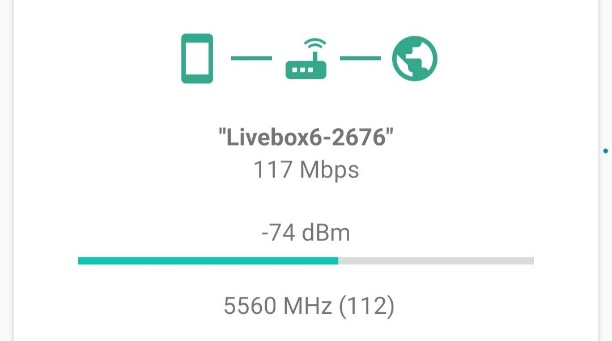 "Livebox6-2676"
117 Mbps
-74 dBm
5560 MHz (112)